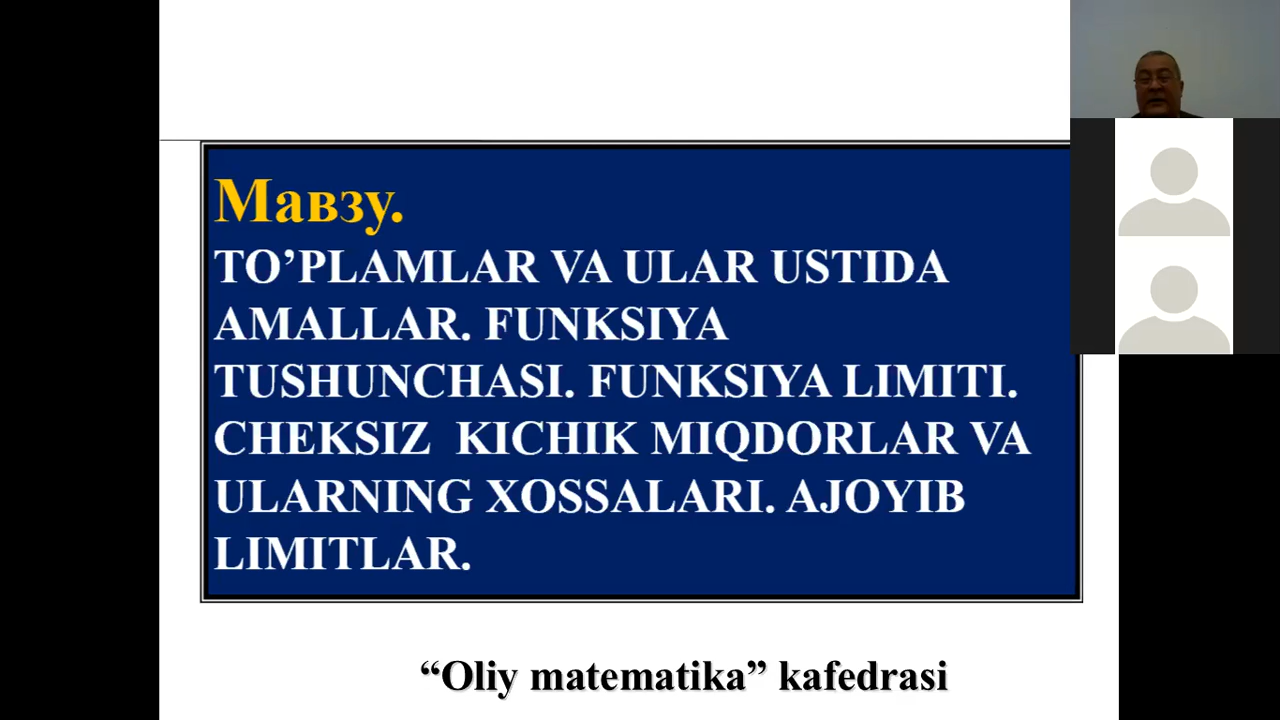 Мавзу.
TO’PLAMLAR VA ULAR USTIDA
AMALLAR. FUNKSIYA
TUSHUNCHASI. FUNKSIYA LIMITI.
CHEKSIZ KICHIK MIQDORLAR VA
ULARNING XOSSALARI. AJOYIB
LIMITLAR.
“Oliy matematika” kafedrasi